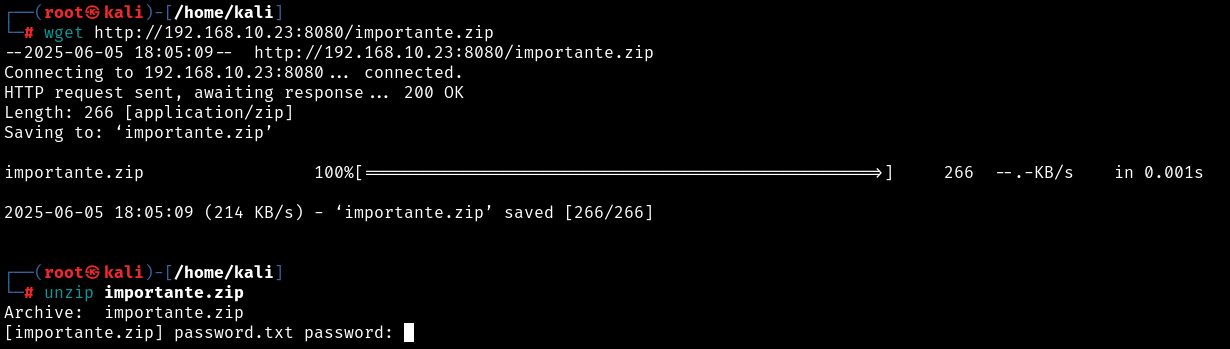 ┌──(root㉿kali)-[/home/kali]
└─# wget http://192.168.10.23:8080/importante.zip
--2025-06-05 18:05:09--  http://192.168.10.23:8080/importante.zip
Connecting to 192.168.10.23:8080... connected.
HTTP request sent, awaiting response... 200 OK
Length: 266 [application/zip]
Saving to: ‘importante.zip’
importante.zip                 100%[===================================================>]     266  --.-KB/s    in 0.001s
2025-06-05 18:05:09 (214 KB/s) - ‘importante.zip’ saved [266/266]
┌──(root㉿kali)-[/home/kali]
└─# unzip importante.zip
Archive:  importante.zip
[importante.zip] password.txt password: